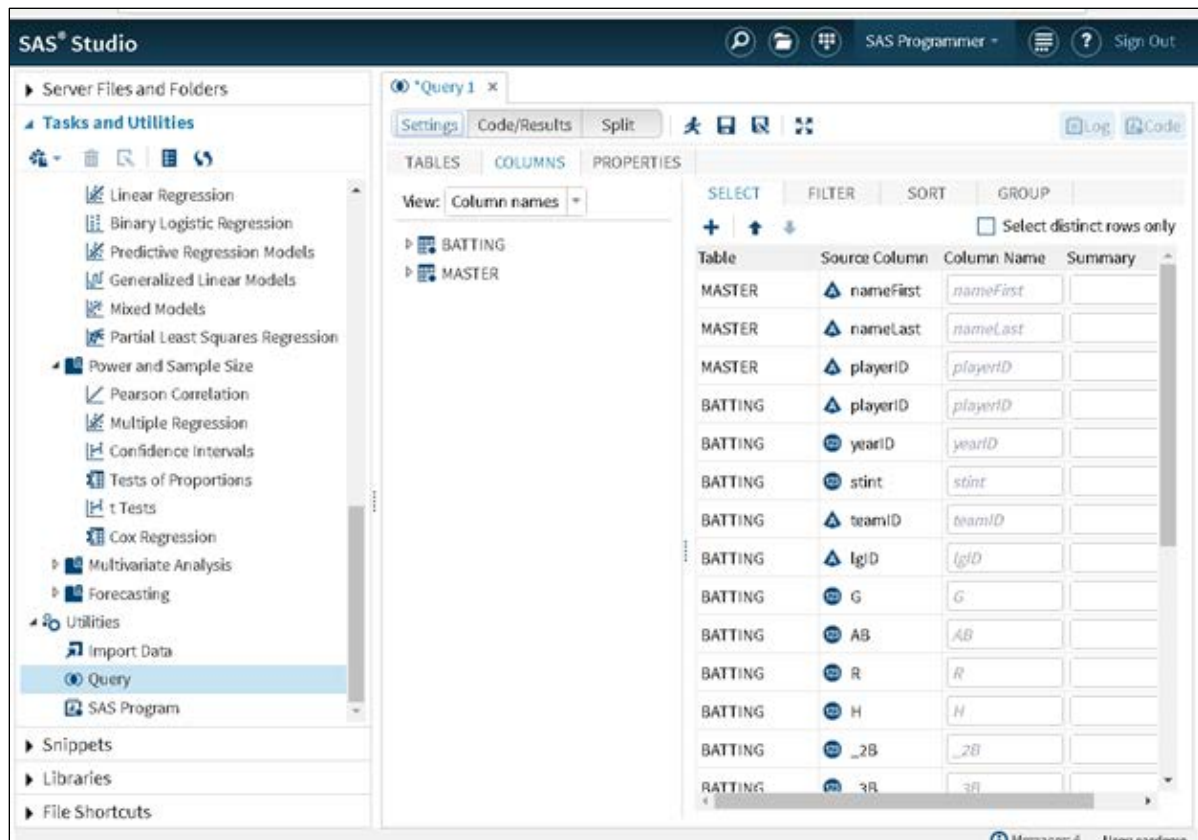 SAS® Studio
SAS Programmer
Sign Out
Server Files and Folders
Tasks and Utilities
Linear Regression
Binary Logistic Regression
Predictive Regression Models
Generalized Linear Models
Mixed Models
Partial Least Squares Regression
Power and Sample Size
Pearson Correlation
Multiple Regression
Confidence Intervals
Tests of Proportions
t Tests
Cox Regression
Multivariate Analysis
Forecasting
Utilities
Import Data
Query
SAS Program
Snippets
Libraries
File Shortcuts
*Query 1 ×
Settings Code/Results Split
Log Code
TABLES COLUMNS PROPERTIES
View: Column names
BATTING
MASTER
SELECT FILTER SORT GROUP
Select distinct rows only
Table Source Column Column Name Summary
MASTER nameFirst nameFirst
MASTER nameLast nameLast
MASTER playerID playerID
BATTING playerID playerID
BATTING yearID yearID
BATTING stint stint
BATTING teamID teamID
BATTING lgID lgID
BATTING G G
BATTING AB AB
BATTING R R
BATTING H H
BATTING _2B _2B
BATTING _3B _3B